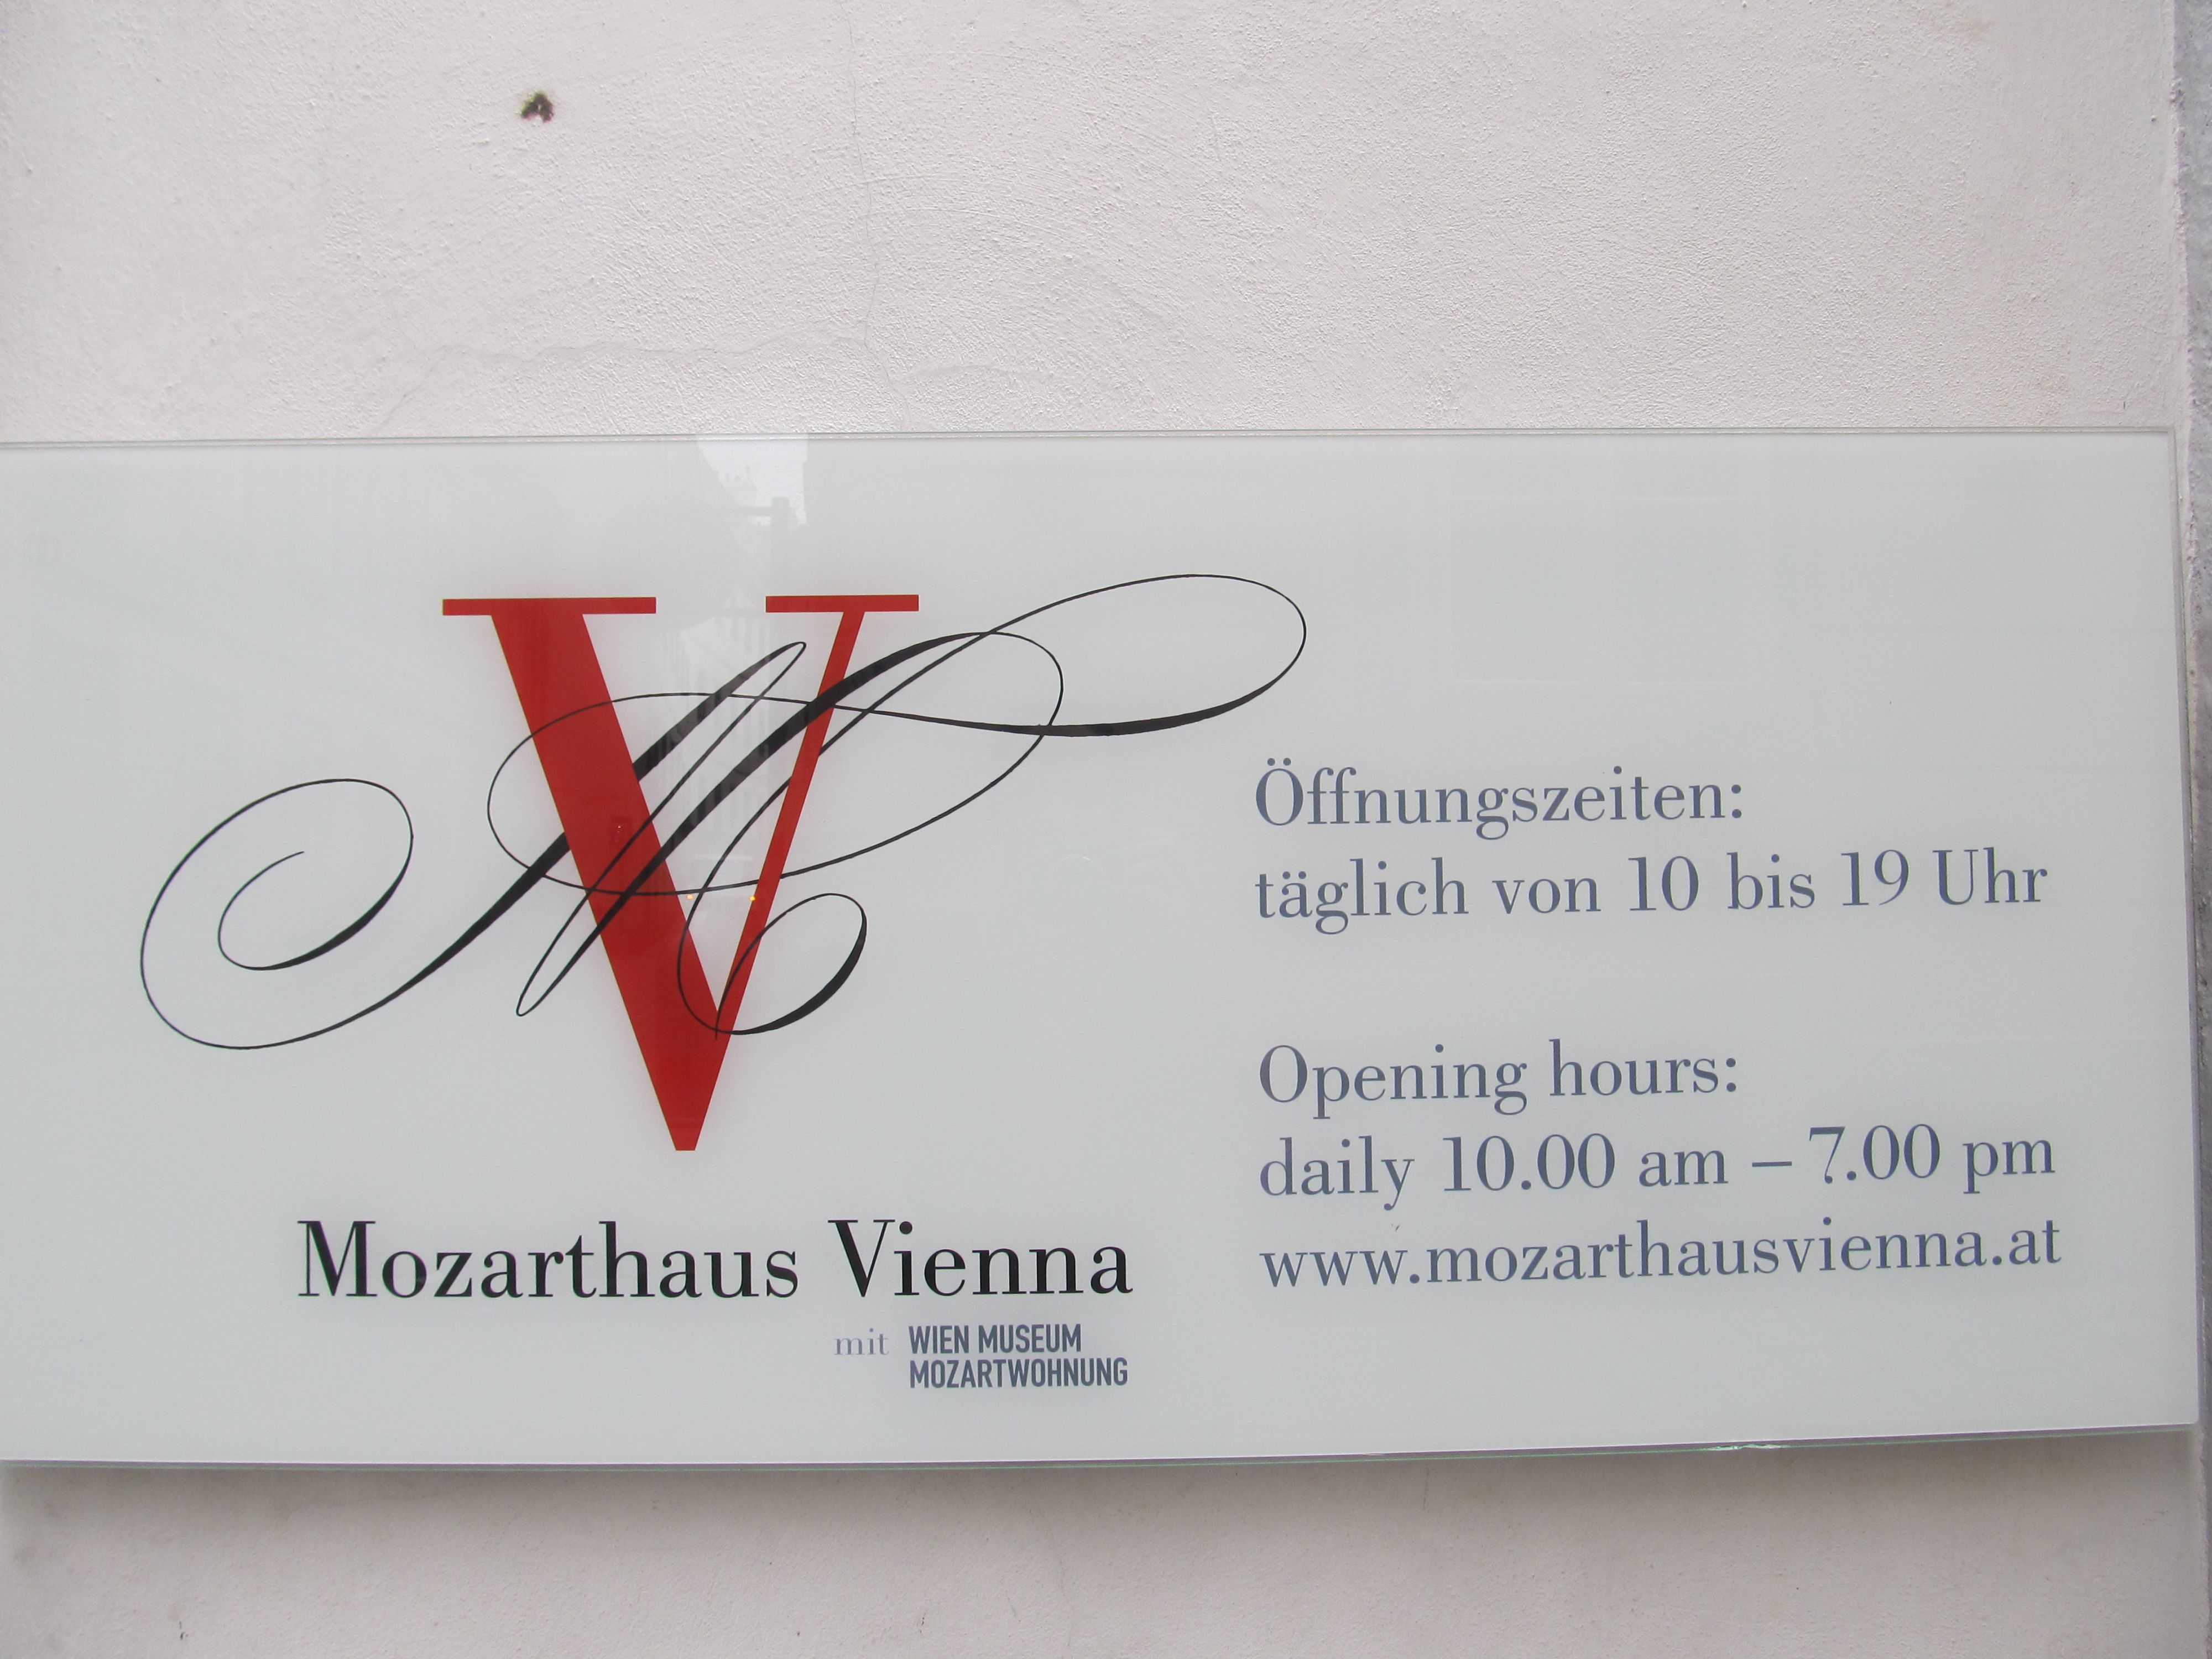 MV
Mozarthaus Vienna
mit WIEN MUSEUM
MOZARTWOHNUNG
Öffnungszeiten:
täglich von 10 bis 19 Uhr
Opening hours:
daily 10.00 am – 7.00 pm
www.mozarthausvienna.at